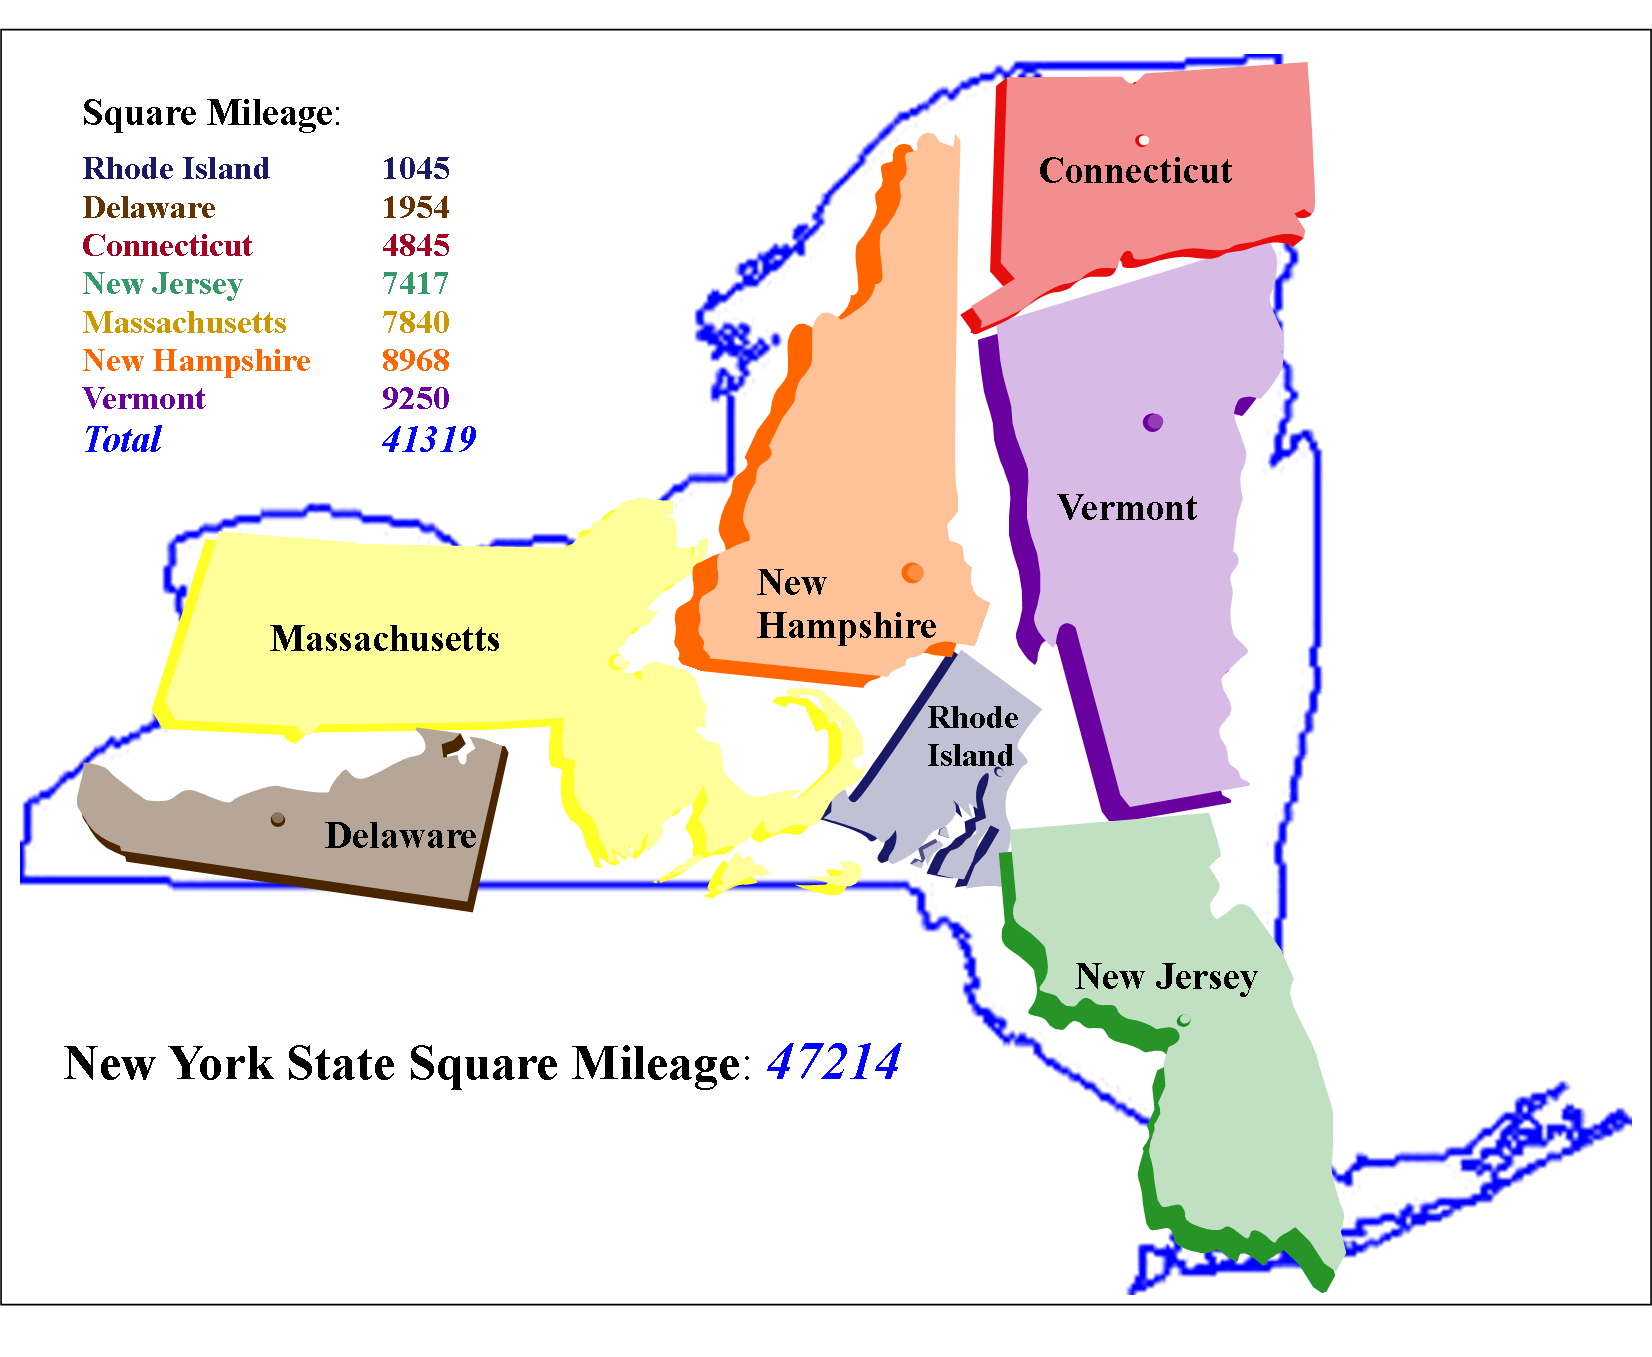 Square Mileage:
Rhode Island 1045
Delaware 1954
Connecticut 4845
New Jersey 7417
Massachusetts 7840
New Hampshire 8968
Vermont 9250
Total 41319
Connecticut
Vermont
New
Hampshire
Massachusetts
Rhode
Island
Delaware
New Jersey
New York State Square Mileage: 47214